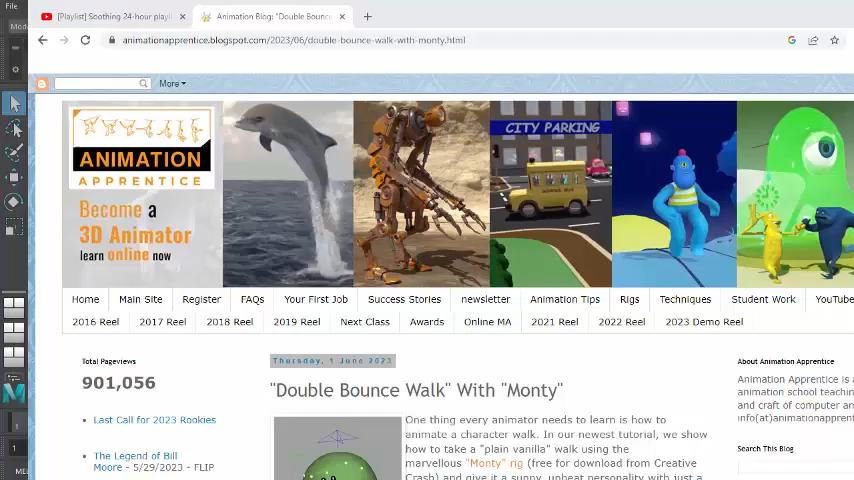 File
[Playlist] Soothing 24-hour playli
Animation Blog: "Double Bounce
Mod
animationapprentice.blogspot.com/2023/06/double-bounce-walk-with-monty.html
More
ANIMATION
APPRENTICE
Become a
3D Animator
learn online now
CITY PARKING
SCHOOL BUS
Home Main Site Register FAQs Your First Job Success Stories newsletter Animation Tips Rigs Techniques Student Work YouTube
2016 Reel 2017 Reel 2018 Reel 2019 Reel Next Class Awards Online MA 2021 Reel 2022 Reel 2023 Demo Reel
Total Pageviews
901,056
Last Call for 2023 Rookies
The Legend of Bill
Moore - 5/29/2023 - FLIP
Thursday, 1 June 2023
"Double Bounce Walk" With "Monty"
One thing every animator needs to learn is how to
animate a character walk. In our newest tutorial, we show
how to take a "plain vanilla" walk using the
marvellous "Monty" rig (free for download from Creative
Crash) and give it a sunny, upbeat personality with just a
About Animation Apprentice
Animation Apprentice is a
animation school teachin
and craft of computer an
info(at)animationapprent
Search This Blog
1
1
MEL